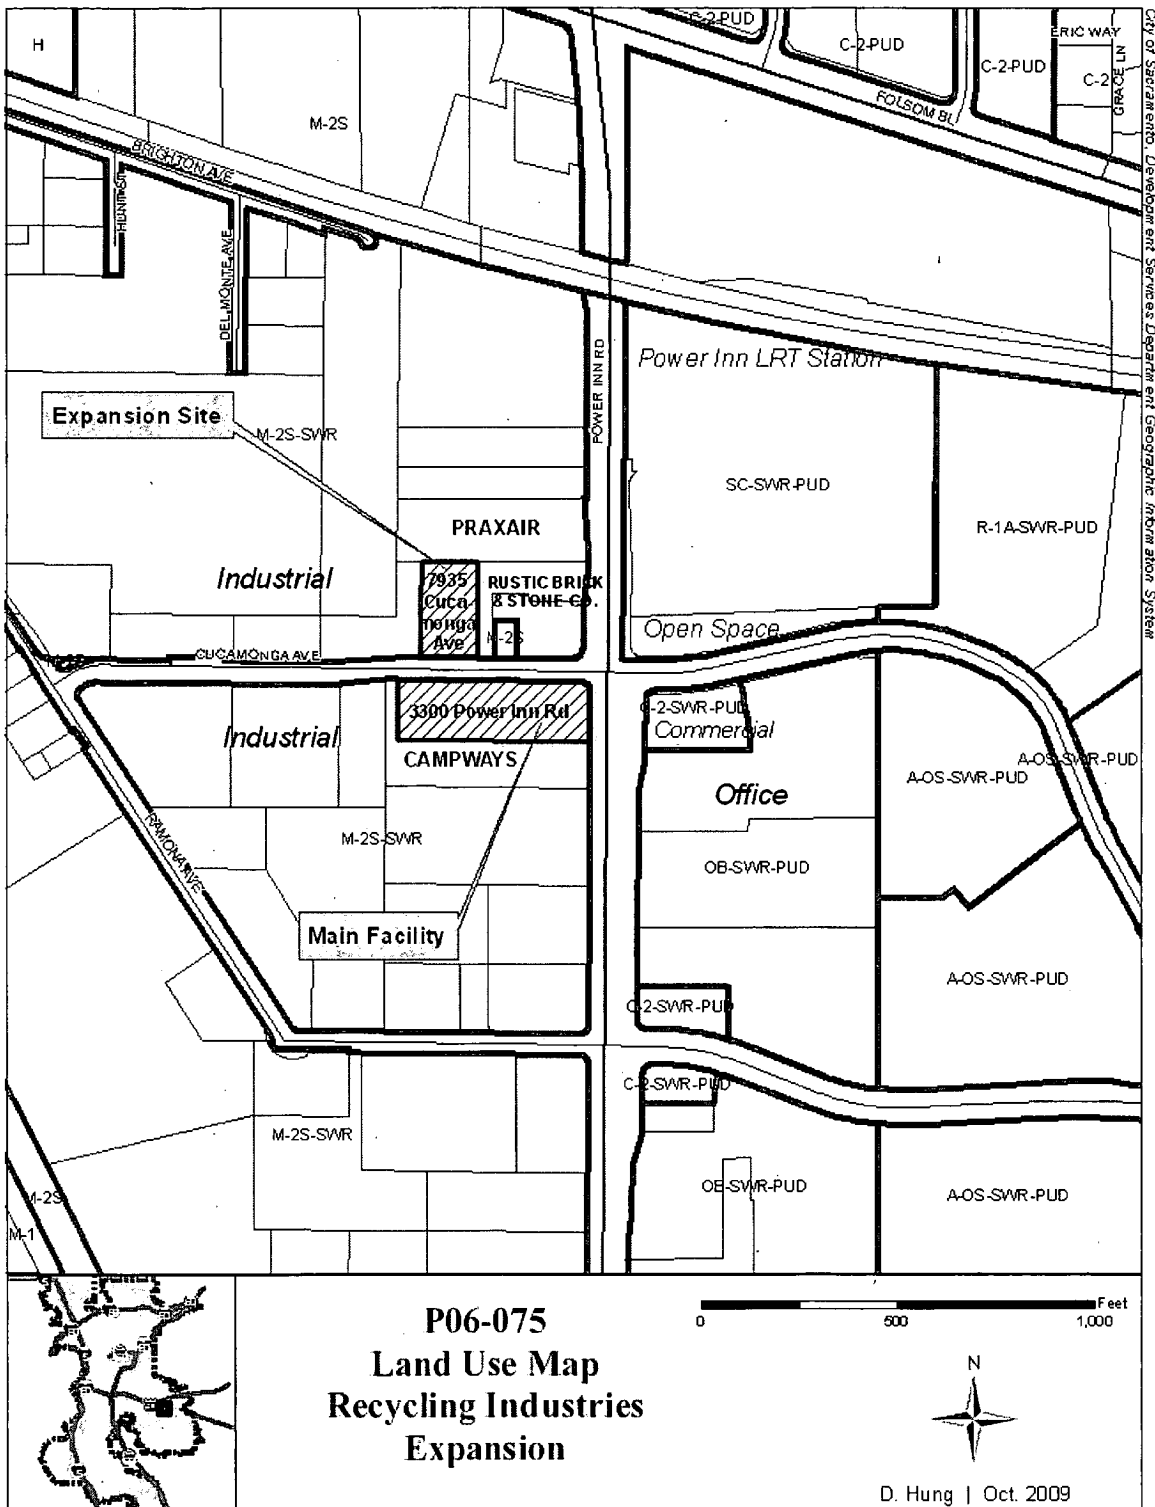 C-2-PUD
H
C-2-PUD
ERIC WAY
C-2-PUD
C-2
GRACE LN
FOLSOM BL
M-2S
BRIGHTON AVE
HUNT ST
DEL MONTE AVE
POWER INN RD
Power Inn LRT Station
Expansion Site
M-2S-SWR
SC-SWR-PUD
R-1A-SWR-PUD
PRAXAIR
Industrial
7935
Cuca-
monga
Ave
RUSTIC BRICK
& STONE CO.
M-2S
Open Space
CUCAMONGA AVE
3300 Power Inn Rd
C-2-SWR-PUD
Commercial
Industrial
CAMPWAYS
A-OS-SWR-PUD
A-OS-SWR-PUD
Office
RAMONA AVE
M-2S-SWR
OB-SWR-PUD
Main Facility
A-OS-SWR-PUD
C-2-SWR-PUD
C-2-SWR-PUD
M-2S-SWR
OB-SWR-PUD
A-OS-SWR-PUD
M-2S
M-1
City of Sacramento, Development Services Department Geographic Information System
P06-075
Land Use Map
Recycling Industries
Expansion
Feet
0 500 1,000
N
D. Hung | Oct. 2009